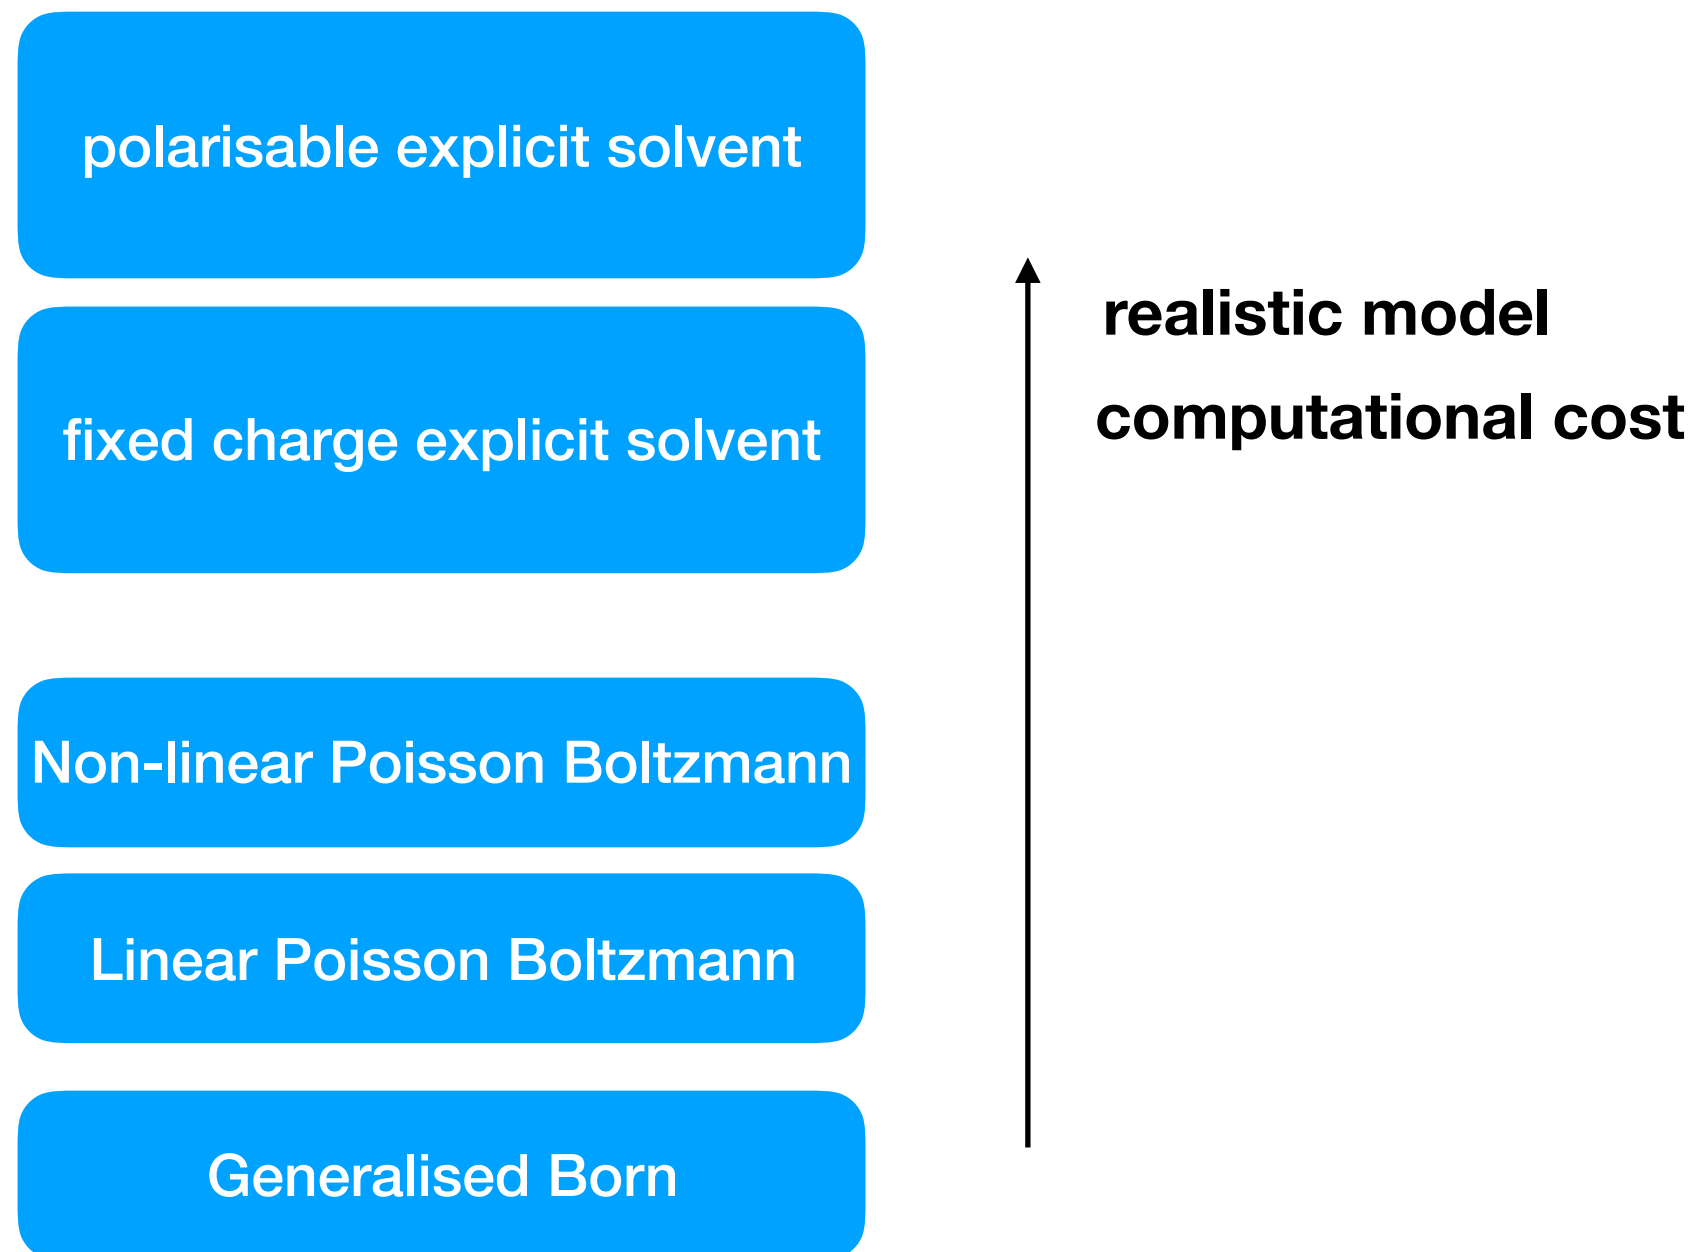 polarisable explicit solvent
fixed charge explicit solvent
realistic model
computational cost
Non-linear Poisson Boltzmann
Linear Poisson Boltzmann
Generalised Born